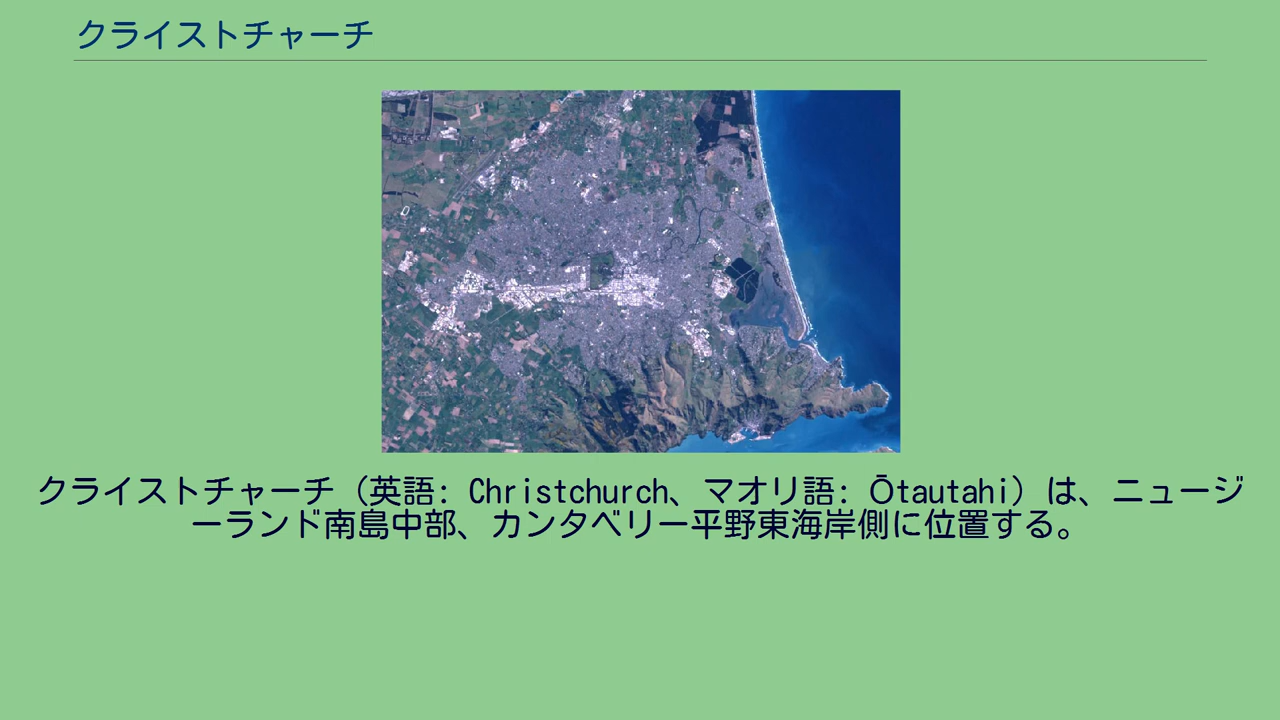 クライストチャーチ
クライストチャーチ（英語: Christchurch、マオリ語: Ōtautahi）は、ニュージ
ーランド南島中部、カンタベリー平野東海岸側に位置する。